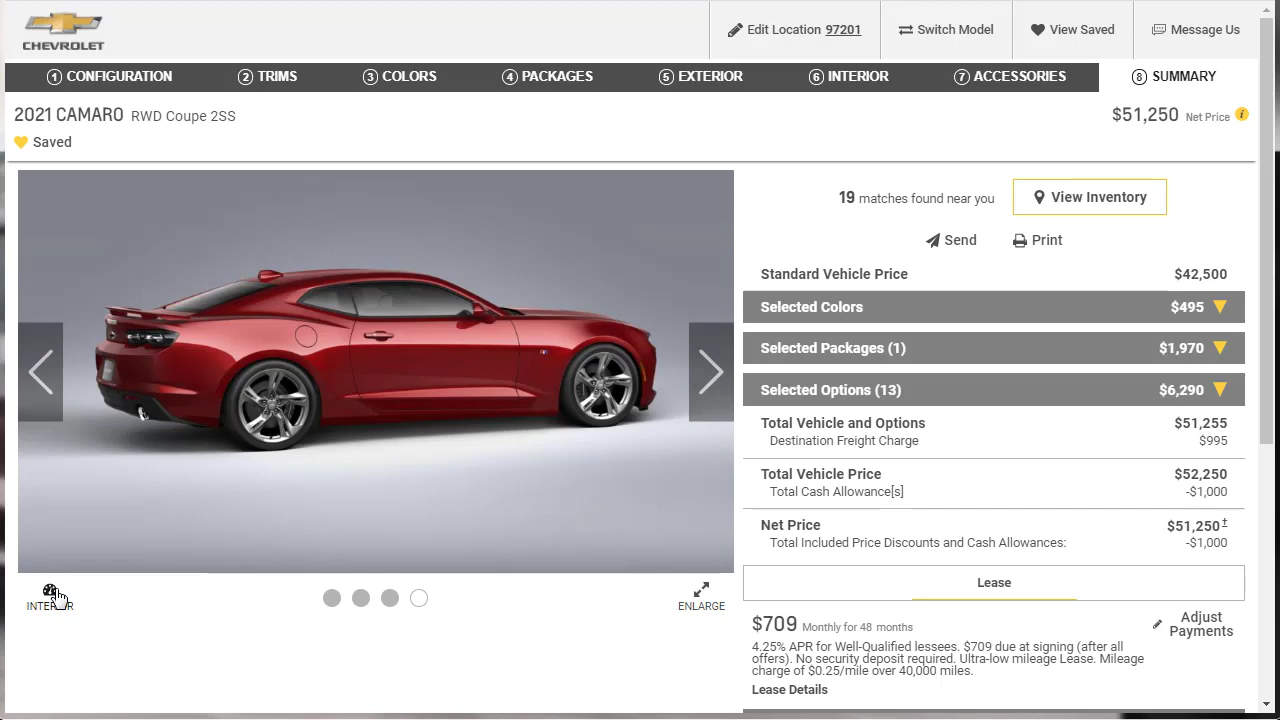 CHEVROLET
Edit Location 97201
Switch Model
View Saved
Message Us
1 CONFIGURATION
2 TRIMS
3 COLORS
4 PACKAGES
5 EXTERIOR
6 INTERIOR
7 ACCESSORIES
8 SUMMARY
2021 CAMARO RWD Coupe 2SS
$51,250 Net Price i
Saved
19 matches found near you
View Inventory
Send
Print
Standard Vehicle Price $42,500
Selected Colors $495
Selected Packages (1) $1,970
Selected Options (13) $6,290
Total Vehicle and Options $51,255
Destination Freight Charge $995
Total Vehicle Price $52,250
Total Cash Allowance[s] -$1,000
Net Price $51,250‡
Total Included Price Discounts and Cash Allowances: -$1,000
ENLARGE
Lease
$709 Monthly for 48 months
Adjust
Payments
4.25% APR for Well-Qualified lessees. $709 due at signing (after all
offers). No security deposit required. Ultra-low mileage Lease. Mileage
charge of $0.25/mile over 40,000 miles.
Lease Details